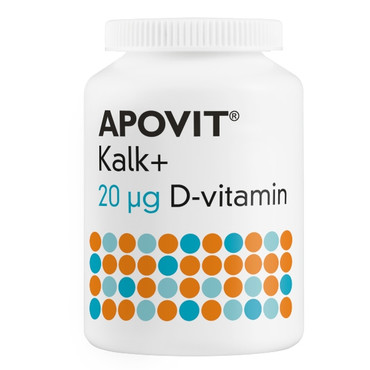 APOVIT®
Kalk+
20 µg D-vitamin